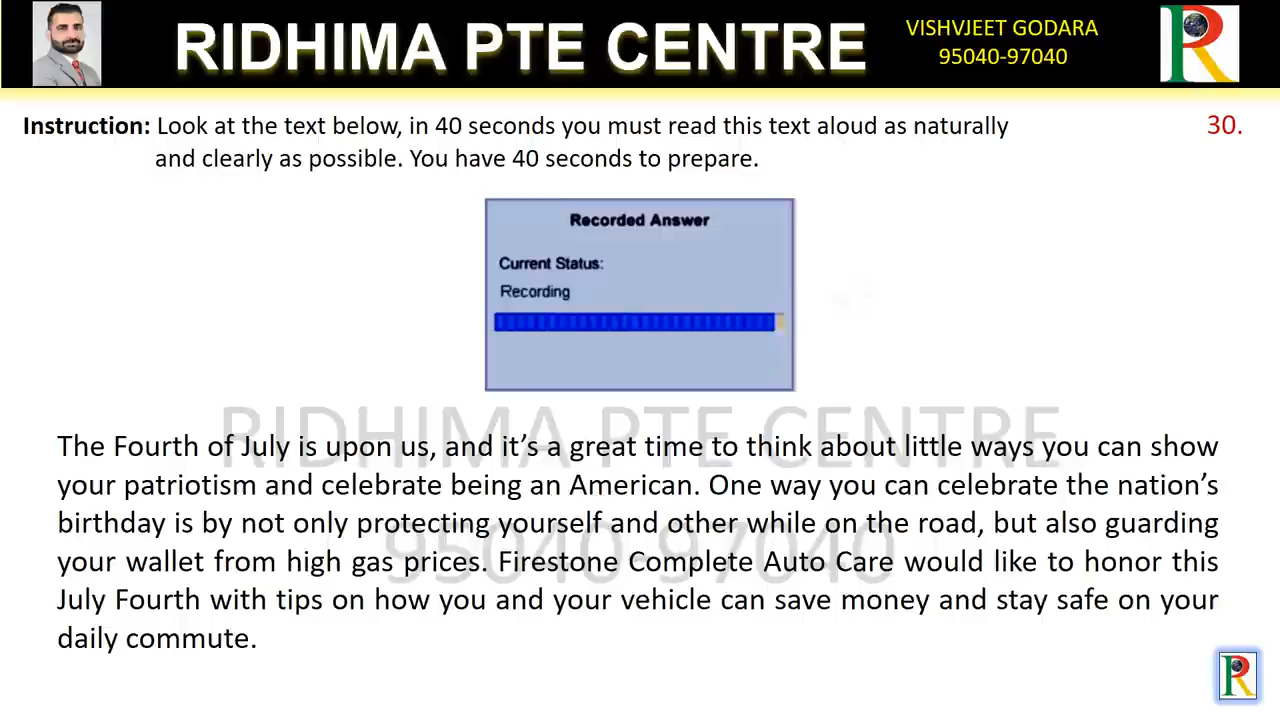 RIDHIMA PTE CENTRE
VISHVJEET GODARA
95040-97040
Instruction: Look at the text below, in 40 seconds you must read this text aloud as naturally
and clearly as possible. You have 40 seconds to prepare.
30.
Recorded Answer
Current Status:
Recording
RIDHIMA PTE CENTRE
95040-97040
The Fourth of July is upon us, and it’s a great time to think about little ways you can show
your patriotism and celebrate being an American. One way you can celebrate the nation’s
birthday is by not only protecting yourself and other while on the road, but also guarding
your wallet from high gas prices. Firestone Complete Auto Care would like to honor this
July Fourth with tips on how you and your vehicle can save money and stay safe on your
daily commute.